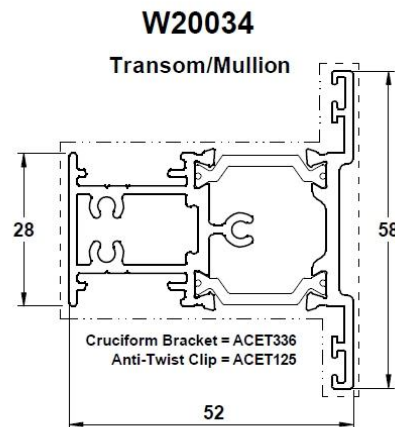 W20034
Transom/Mullion
28
58
Cruciform Bracket = ACET336
Anti-Twist Clip = ACET125
52